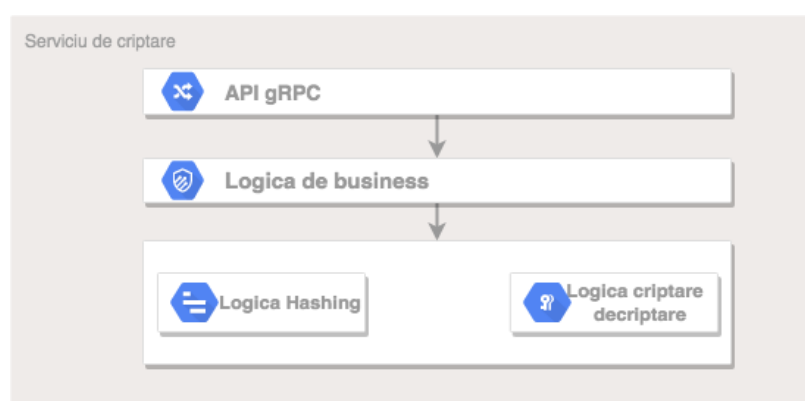 Serviciu de criptare
API gRPC
Logica de business
Logica Hashing
Logica criptare
decriptare